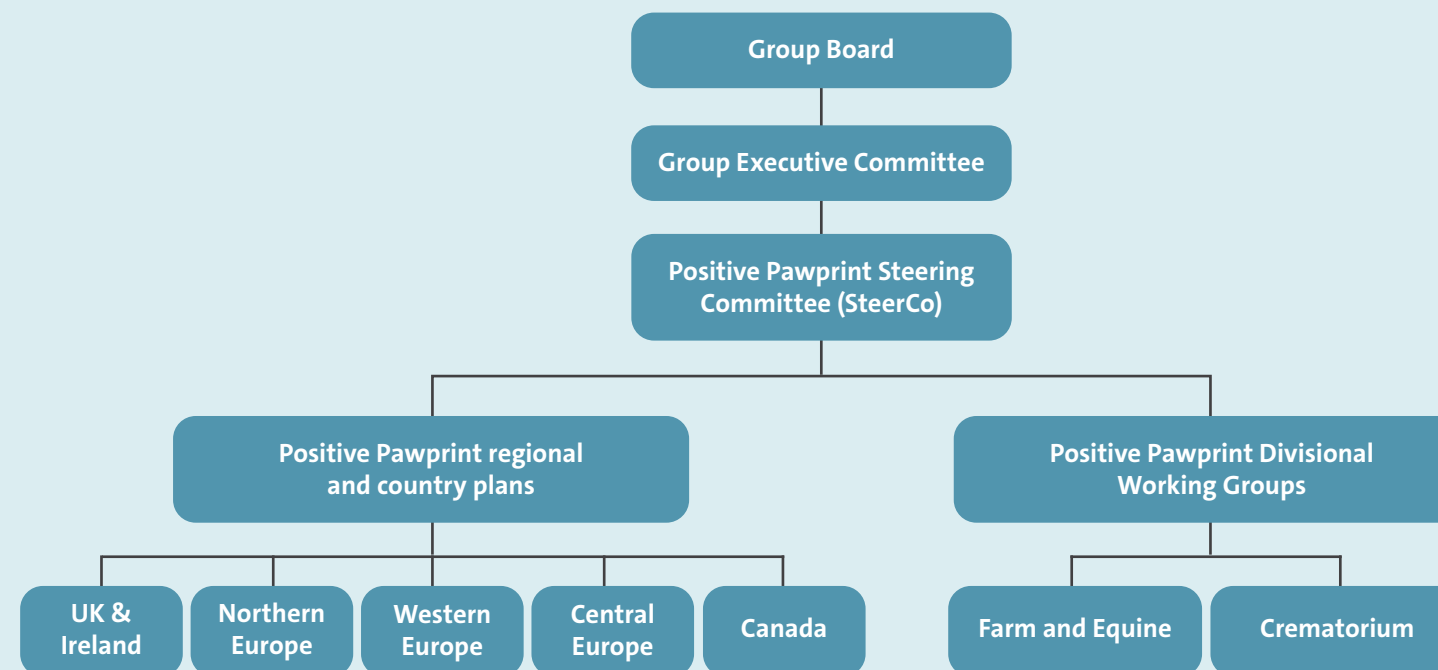 Group Board
Group Executive Committee
Positive Pawprint Steering
Committee (SteerCo)
Positive Pawprint regional
and country plans
Positive Pawprint Divisional
Working Groups
UK &
Ireland
Northern
Europe
Western
Europe
Central
Europe
Canada
Farm and Equine
Crematorium